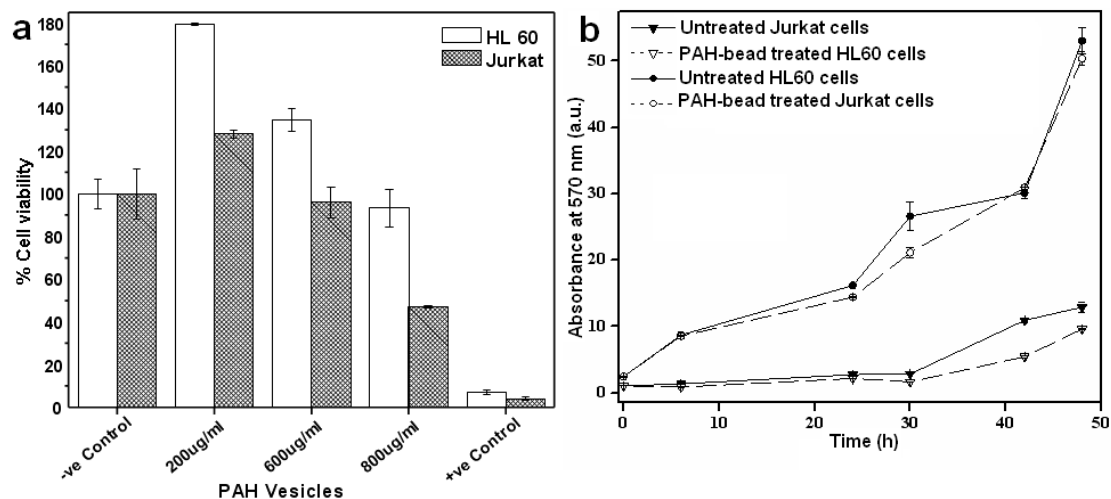 a
180
160
140
120
100
80
60
40
20
0
% Cell viability
HL 60
Jurkat
-ve Control
200ug/ml
600ug/ml
800ug/ml
+ve Control
PAH Vesicles
b
Untreated Jurkat cells
PAH-bead treated HL60 cells
Untreated HL60 cells
PAH-bead treated Jurkat cells
50
40
30
20
10
0
Absorbance at 570 nm (a.u.)
0 10 20 30 40 50
Time (h)